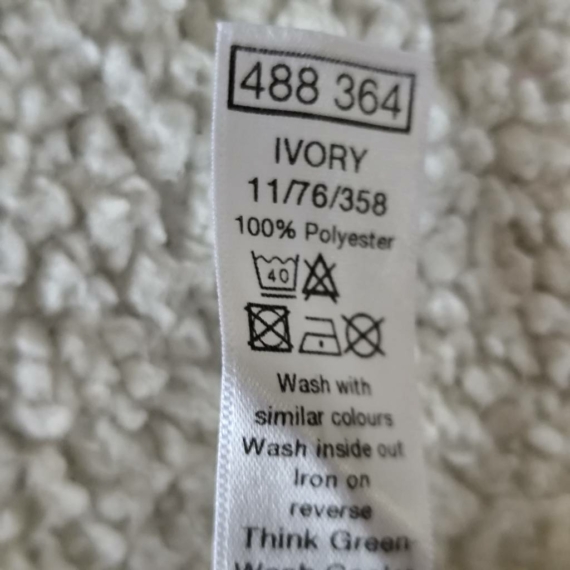 488 364
IVORY
11/76/358
100% Polyester
40
Wash with
similar colours
Wash inside out
Iron on
reverse
Think Green